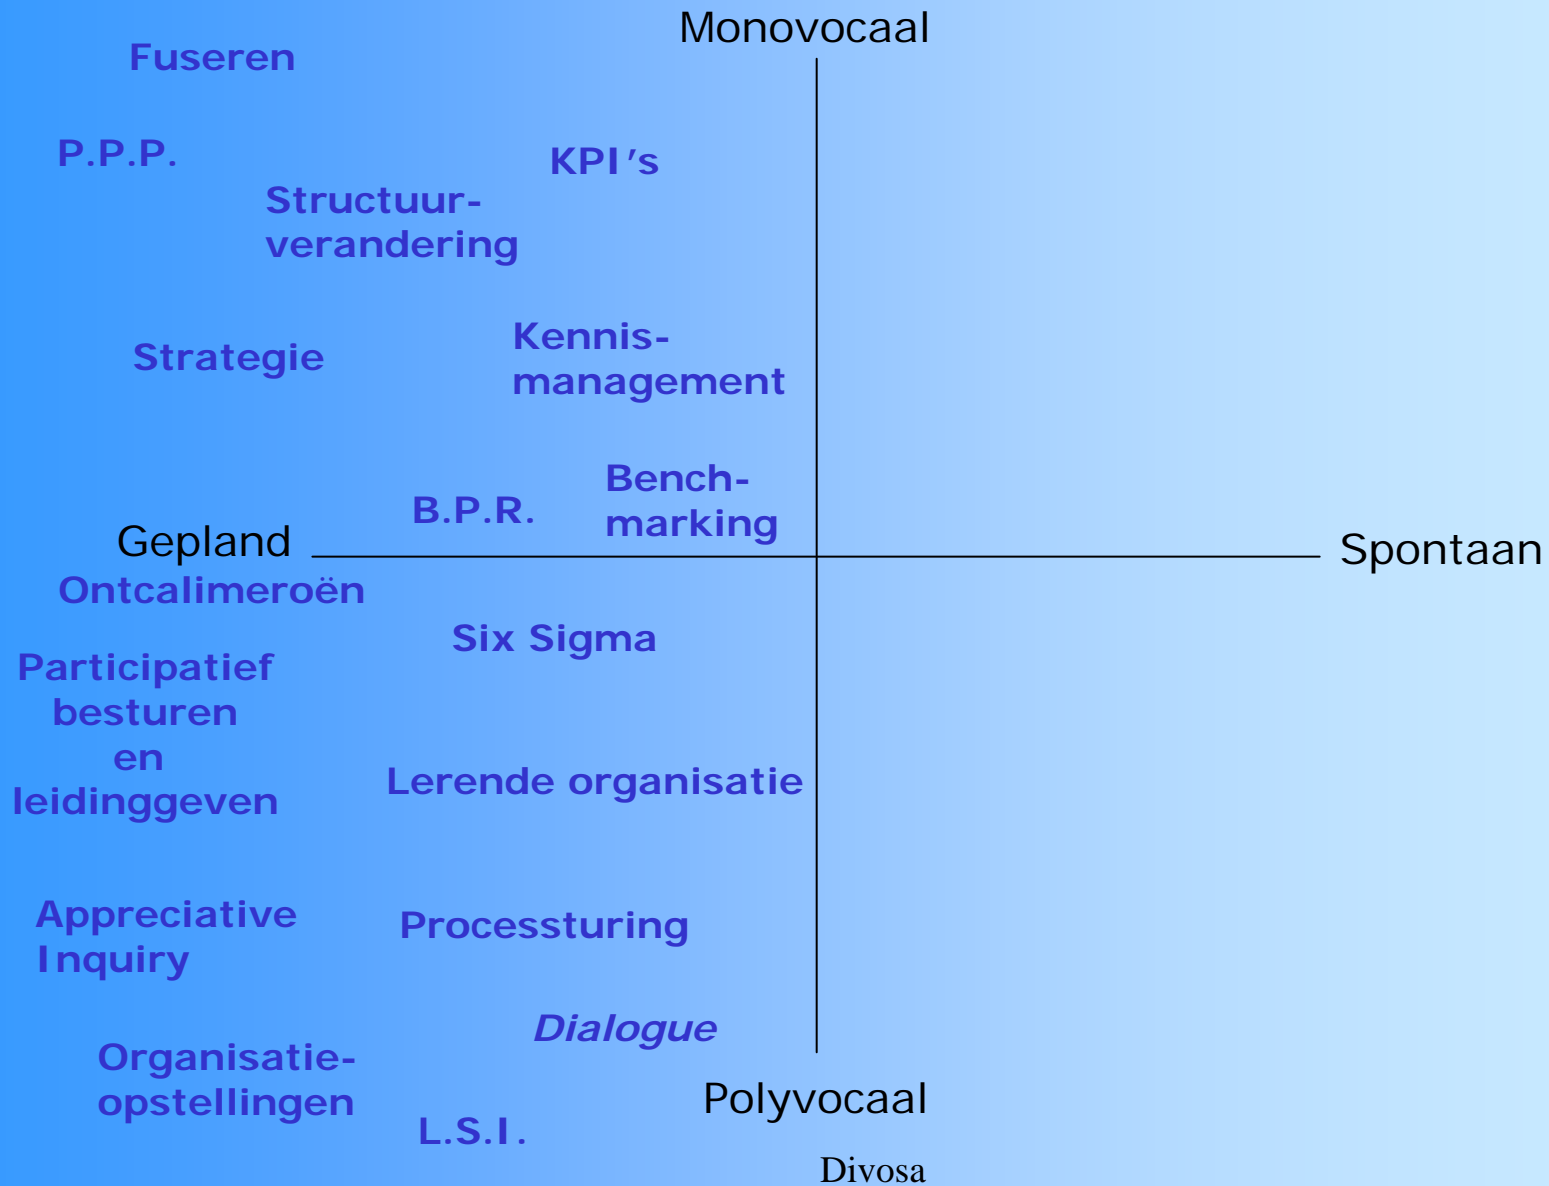 Monovocaal
Fuseren
P.P.P.
KPI's
Structuur-
verandering
Strategie
Kennis-
management
B.P.R.
Bench-
marking
Gepland
Spontaan
Ontcalimeroën
Six Sigma
Participatief
besturen
en
leidinggeven
Lerende organisatie
Appreciative
Inquiry
Processturing
Dialogue
Organisatie-
opstellingen
L.S.I.
Polyvocaal
Divosa